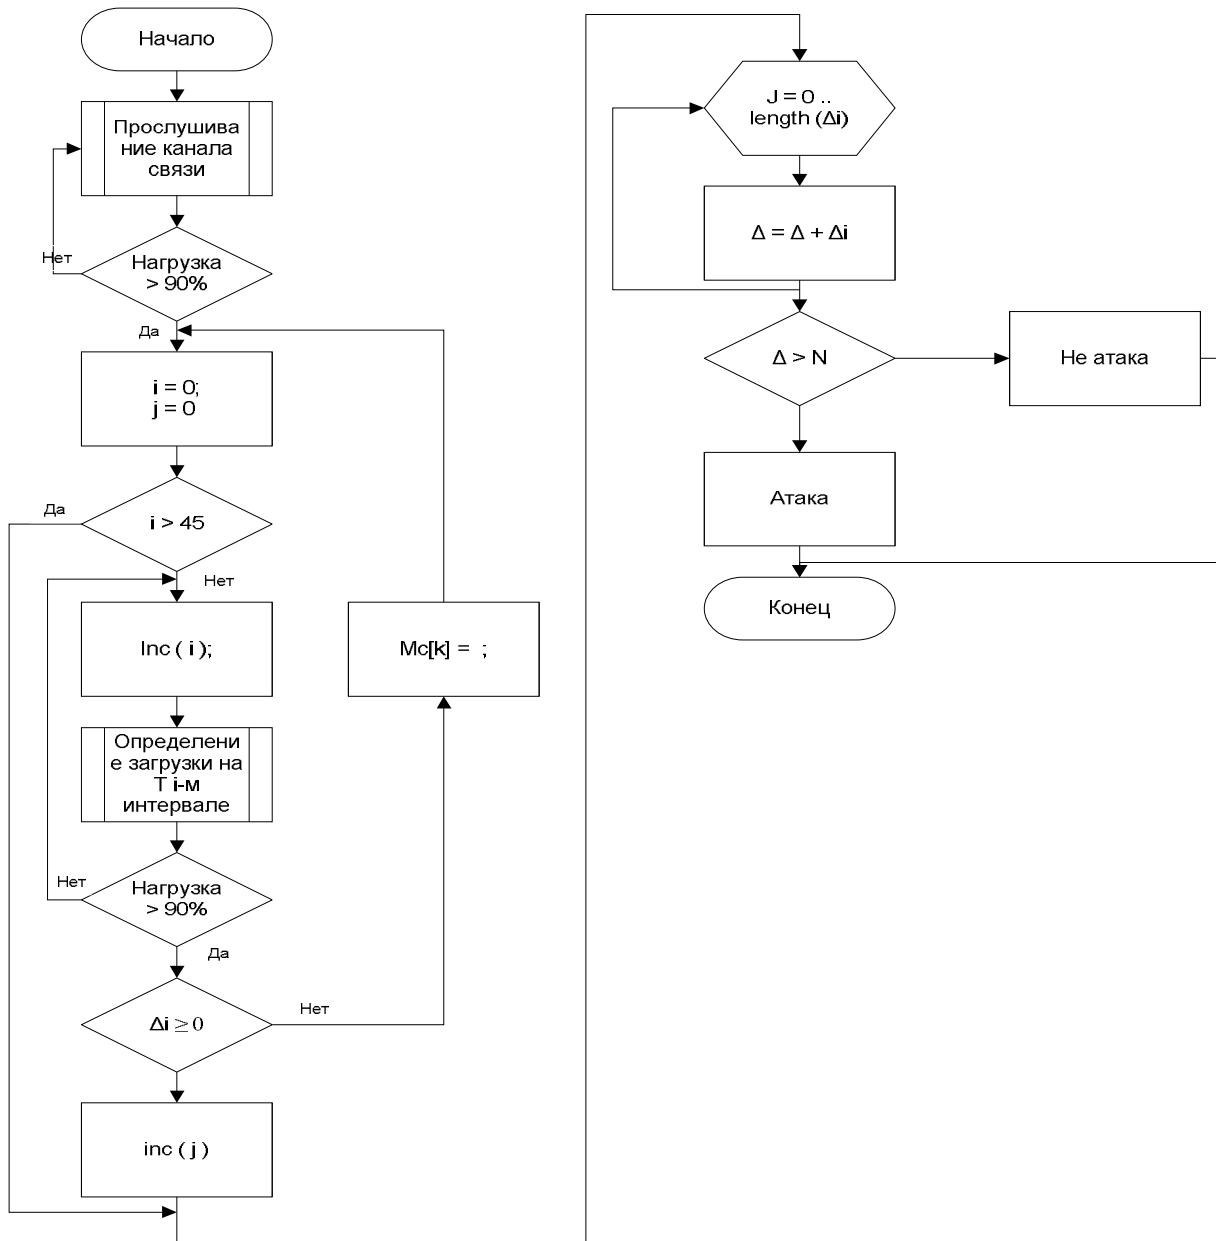 Начало
Прослушива
ние канала
связи
Нет
Нагрузка
> 90%
Да
i = 0;
j = 0
Да
i > 45
Нет
Inc ( i );
Mc[k] = ;
Определени
е загрузки на
T i-м
интервале
Нет
Нагрузка
> 90%
Да
Δi ≥ 0
Нет
inc ( j )
J = 0 ..
length (Δi)
Δ = Δ + Δi
Δ > N
Не атака
Атака
Конец